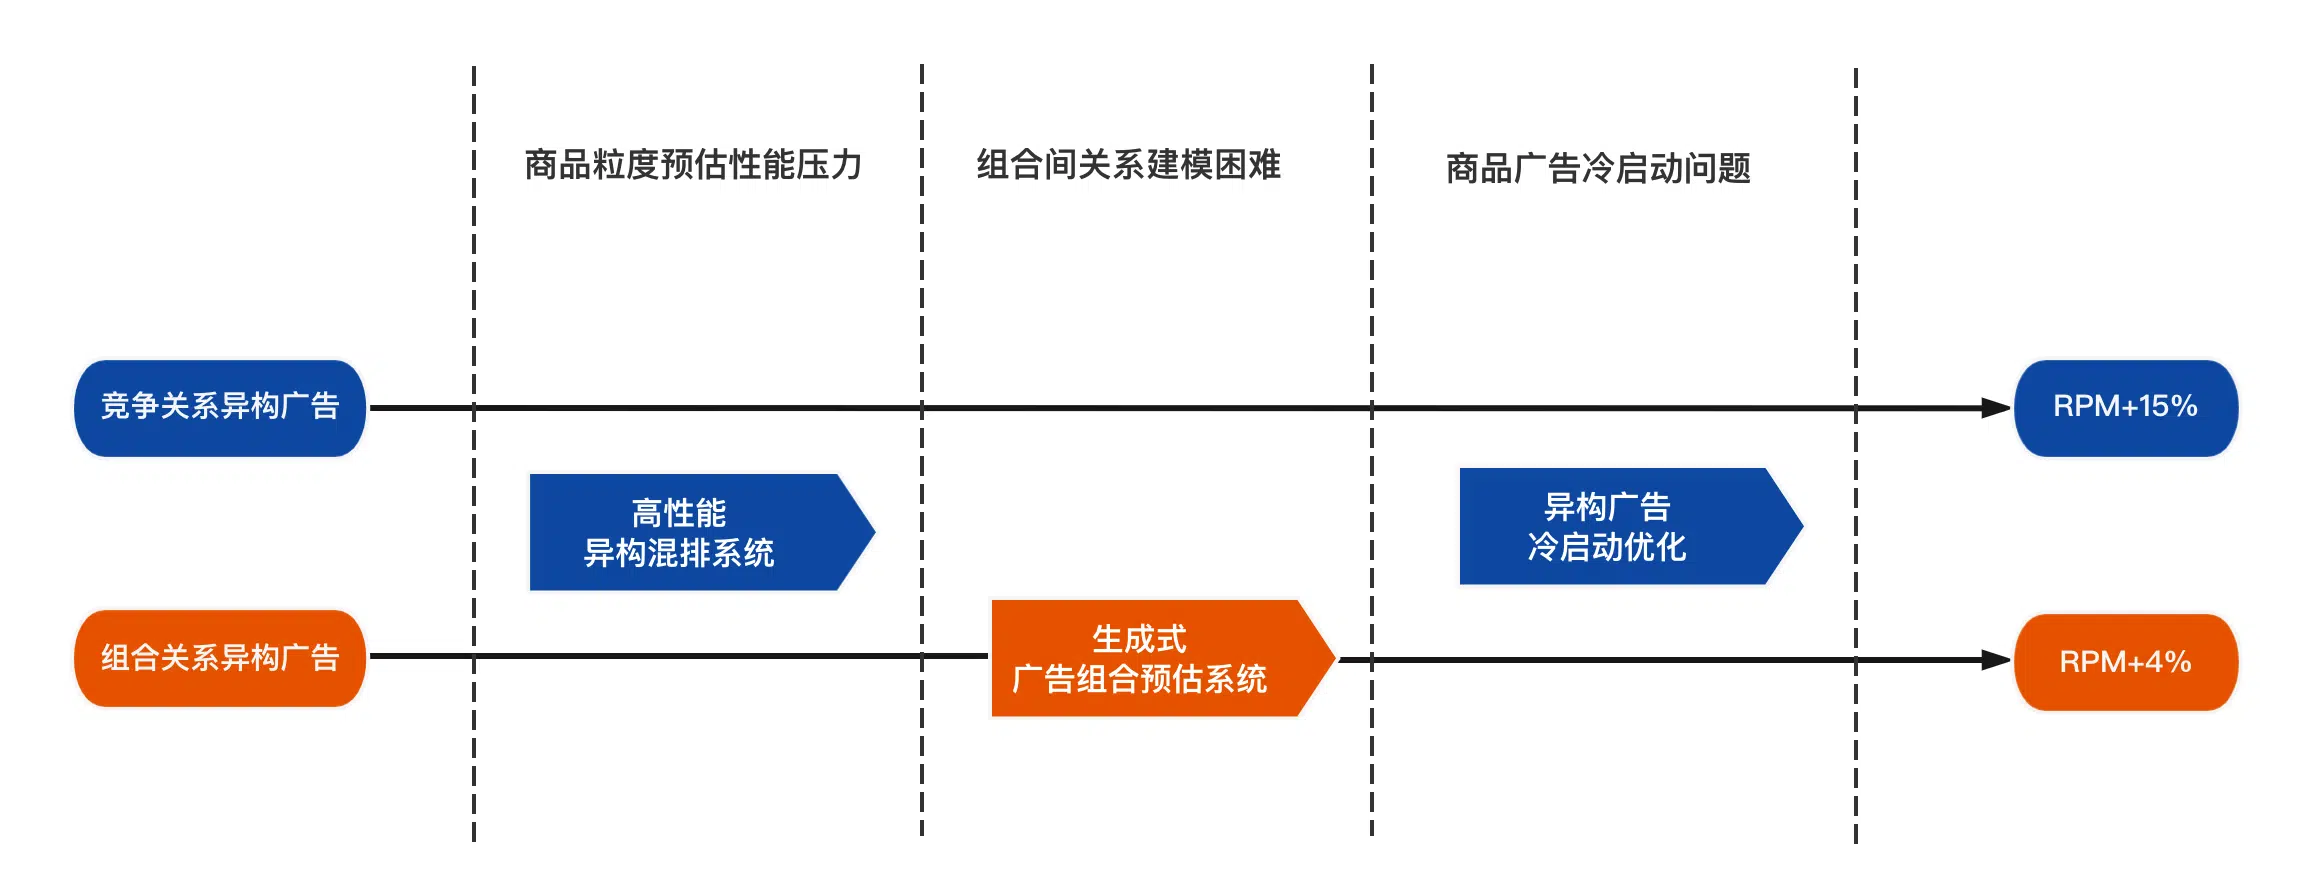 商品粒度预估性能压力
组合间关系建模困难
商品广告冷启动问题
竞争关系异构广告
RPM+15%
高性能
异构混排系统
异构广告
冷启动优化
组合关系异构广告
生成式
广告组合预估系统
RPM+4%